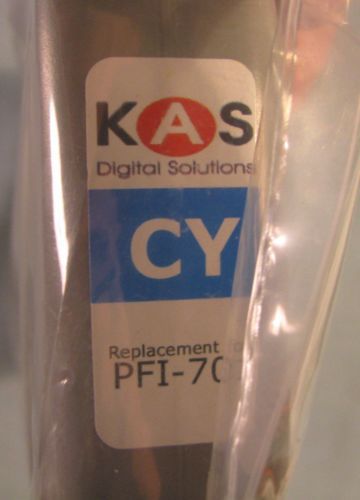 KAS
Digital Solutions
CY
Replacement
PFI-70